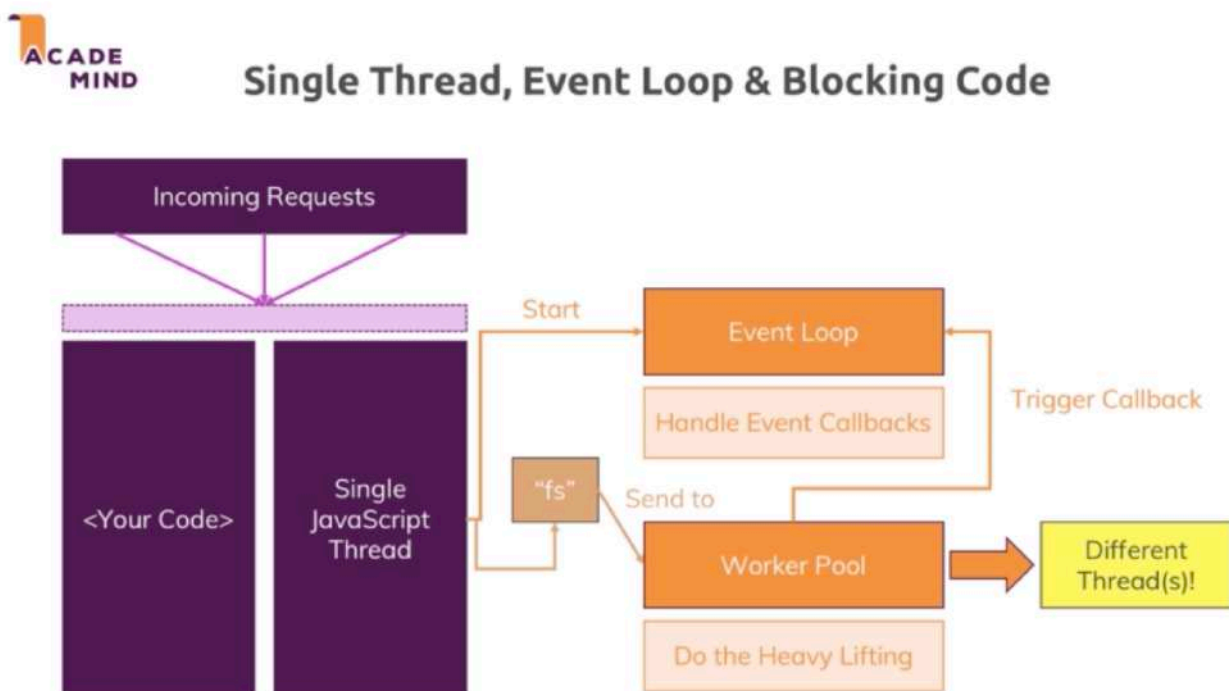 ACADE
MIND
Single Thread, Event Loop & Blocking Code
Incoming Requests
Start
Event Loop
Handle Event Callbacks
Trigger Callback
<Your Code>
Single
JavaScript
Thread
"fs"
Send to
Worker Pool
Different
Thread(s)!
Do the Heavy Lifting